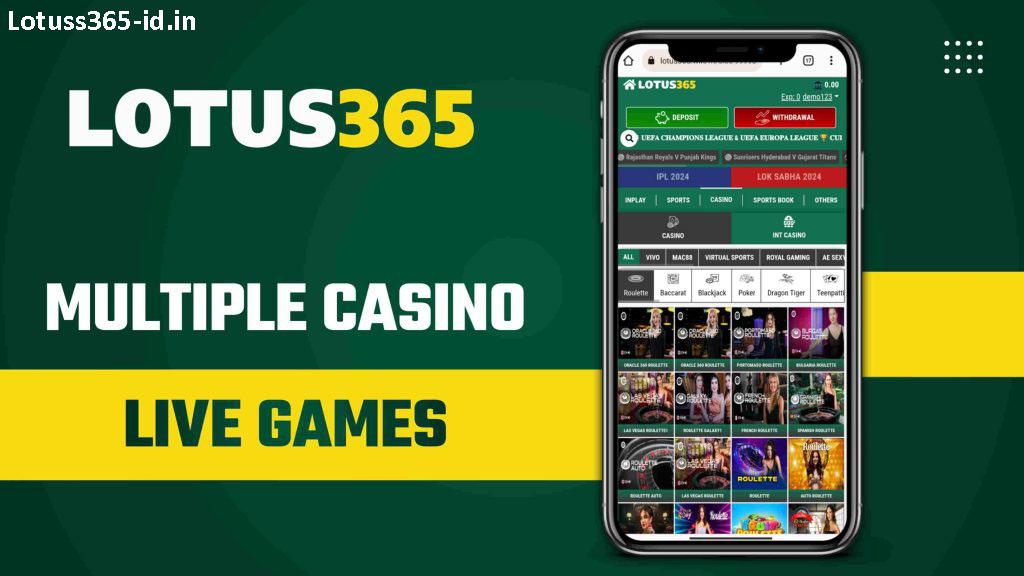 Lotuss365-id.in
LOTUS365
MULTIPLE CASINO
LIVE GAMES
17
LOTUS365
0.00
Exp: 0 demo123
DEPOSIT
WITHDRAWAL
UEFA CHAMPIONS LEAGUE & UEFA EUROPA LEAGUE 🏆 CUI
Rajasthan Royals V Punjab Kings
Sunrisers Hyderabad V Gujarat Titans
IPL 2024
LOK SABHA 2024
INPLAY
SPORTS
CASINO
SPORTS BOOK
OTHERS
CASINO
INT CASINO
ALL
VIVO
MAC88
VIRTUAL SPORTS
ROYAL GAMING
AE SEXY
Roulette
Baccarat
Blackjack
Poker
Dragon Tiger
Teenpatti
ORACLE 360 ROULETTE
ORACLE 360 ROULETTE
PORTOMASO ROULETTE
BULGARIA ROULETTE
LAS VEGAS ROULETTE1
ROULETTE GALAXY1
FRENCH ROULETTE
SPANISH ROULETTE
ROULETTE AUTO
LAS VEGAS ROULETTE
ROULETTE
AUTO ROULETTE